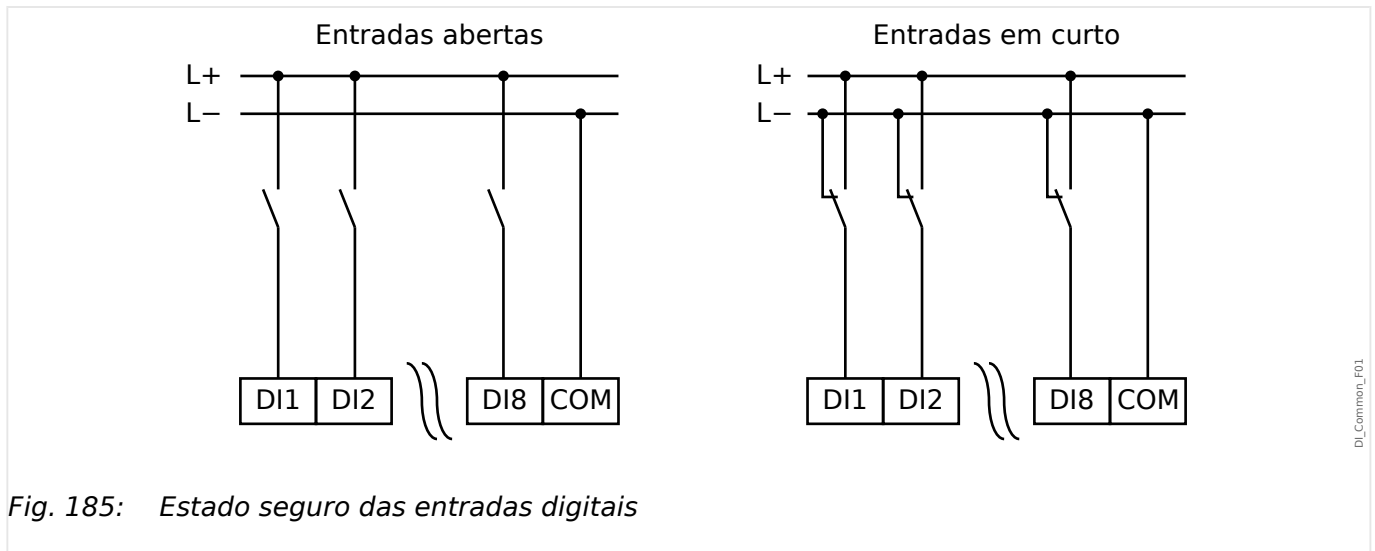 Entradas abertas
Entradas em curto
L+
L−
L+
L−
DI1 DI2 DI8 COM
DI1 DI2 DI8 COM
DI_Common_F01
Fig. 185: Estado seguro das entradas digitais